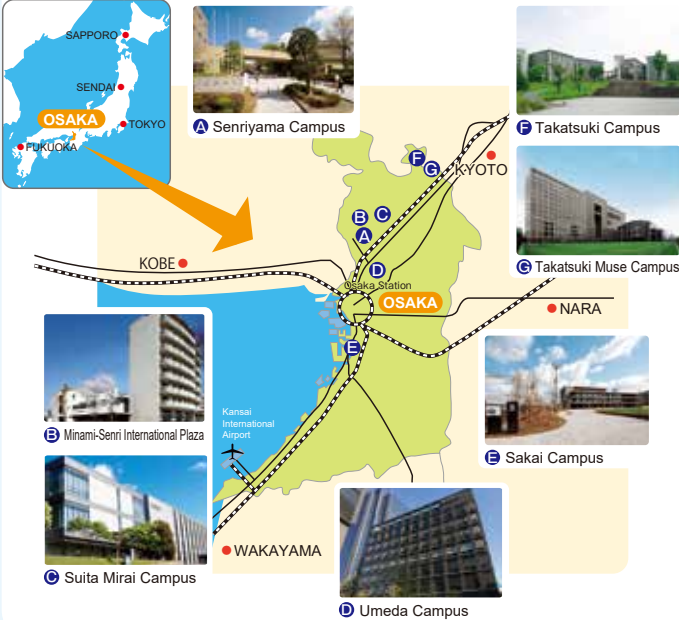 SAPPORO
SENDAI
OSAKA
TOKYO
FUKUOKA
A Senriyama Campus
F Takatsuki Campus
F
G
KYOTO
G Takatsuki Muse Campus
B
C
A
KOBE
D
Osaka Station
OSAKA
NARA
E
B Minami-Senri International Plaza
Kansai
International
Airport
E Sakai Campus
C Suita Mirai Campus
WAKAYAMA
D Umeda Campus